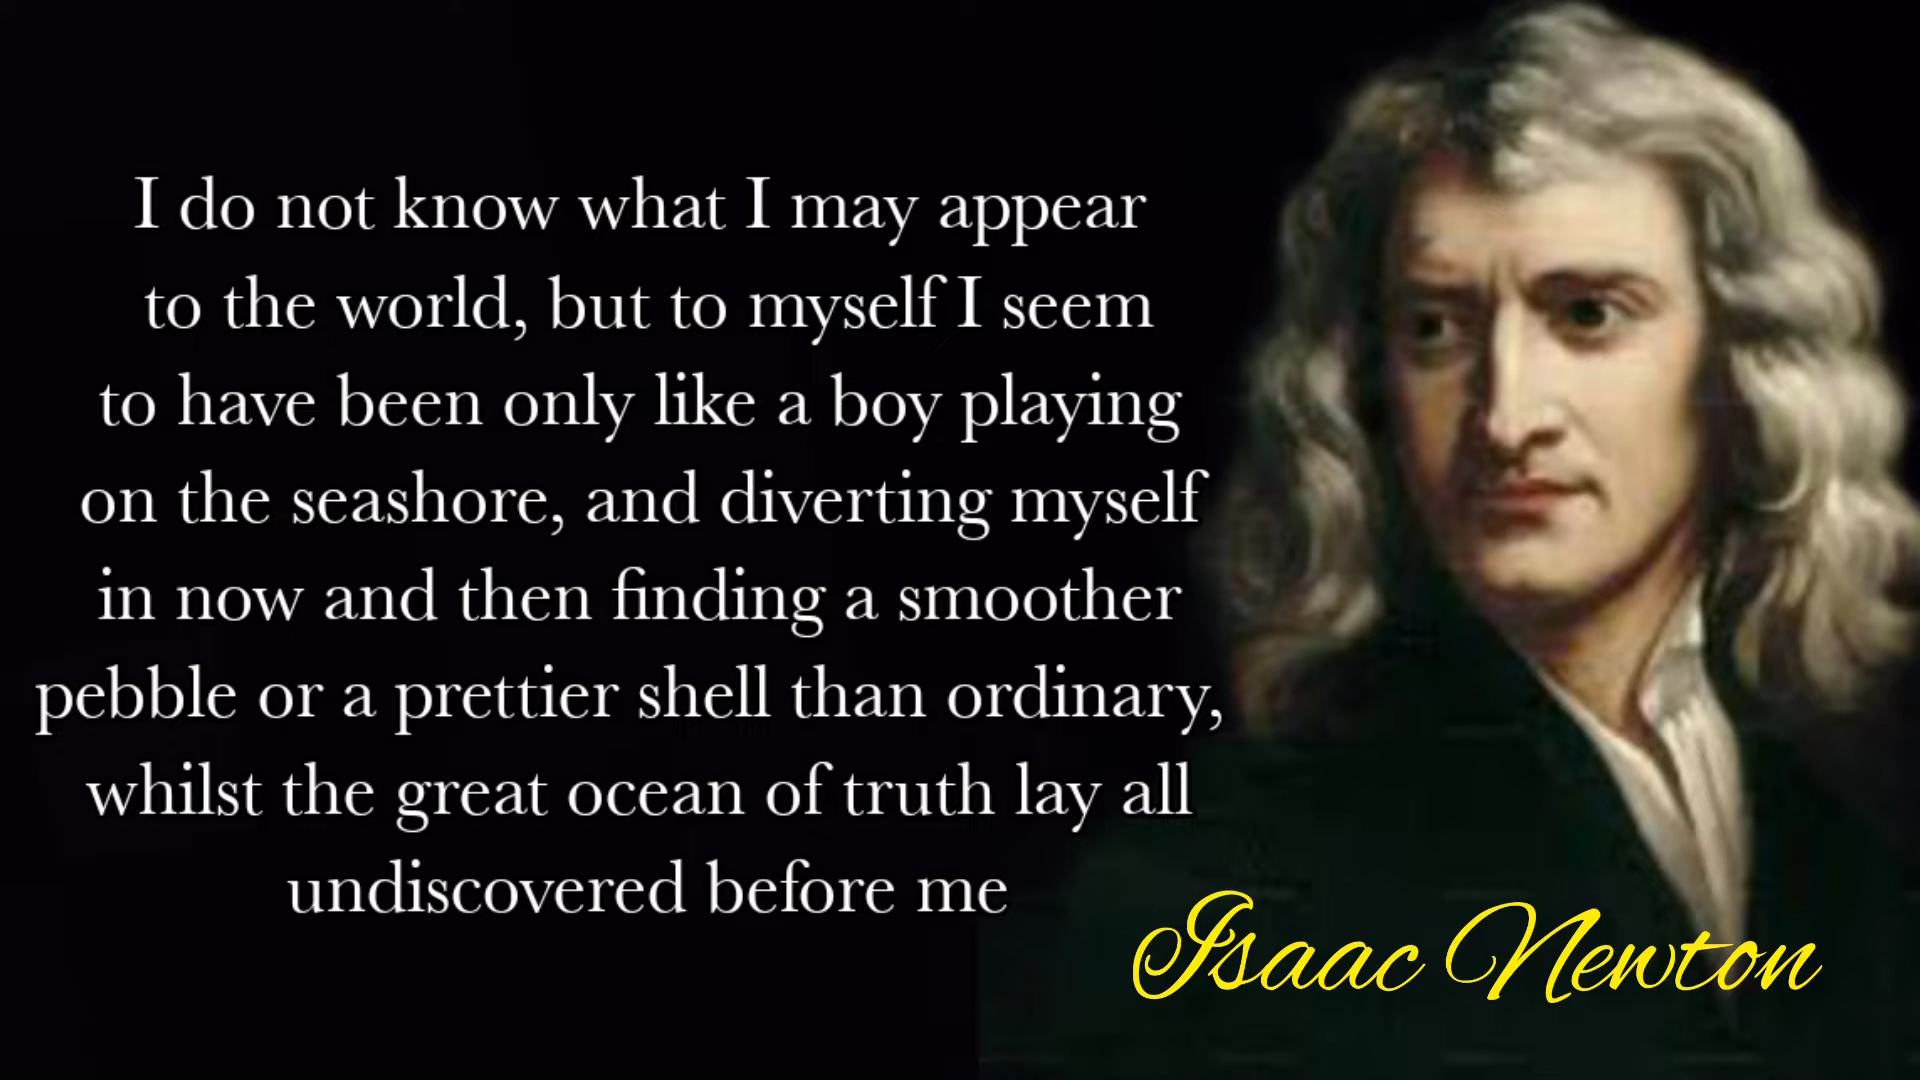 I do not know what I may appear
to the world, but to myself I seem
to have been only like a boy playing
on the seashore, and diverting myself
in now and then finding a smoother
pebble or a prettier shell than ordinary,
whilst the great ocean of truth lay all
undiscovered before me
Isaac Newton